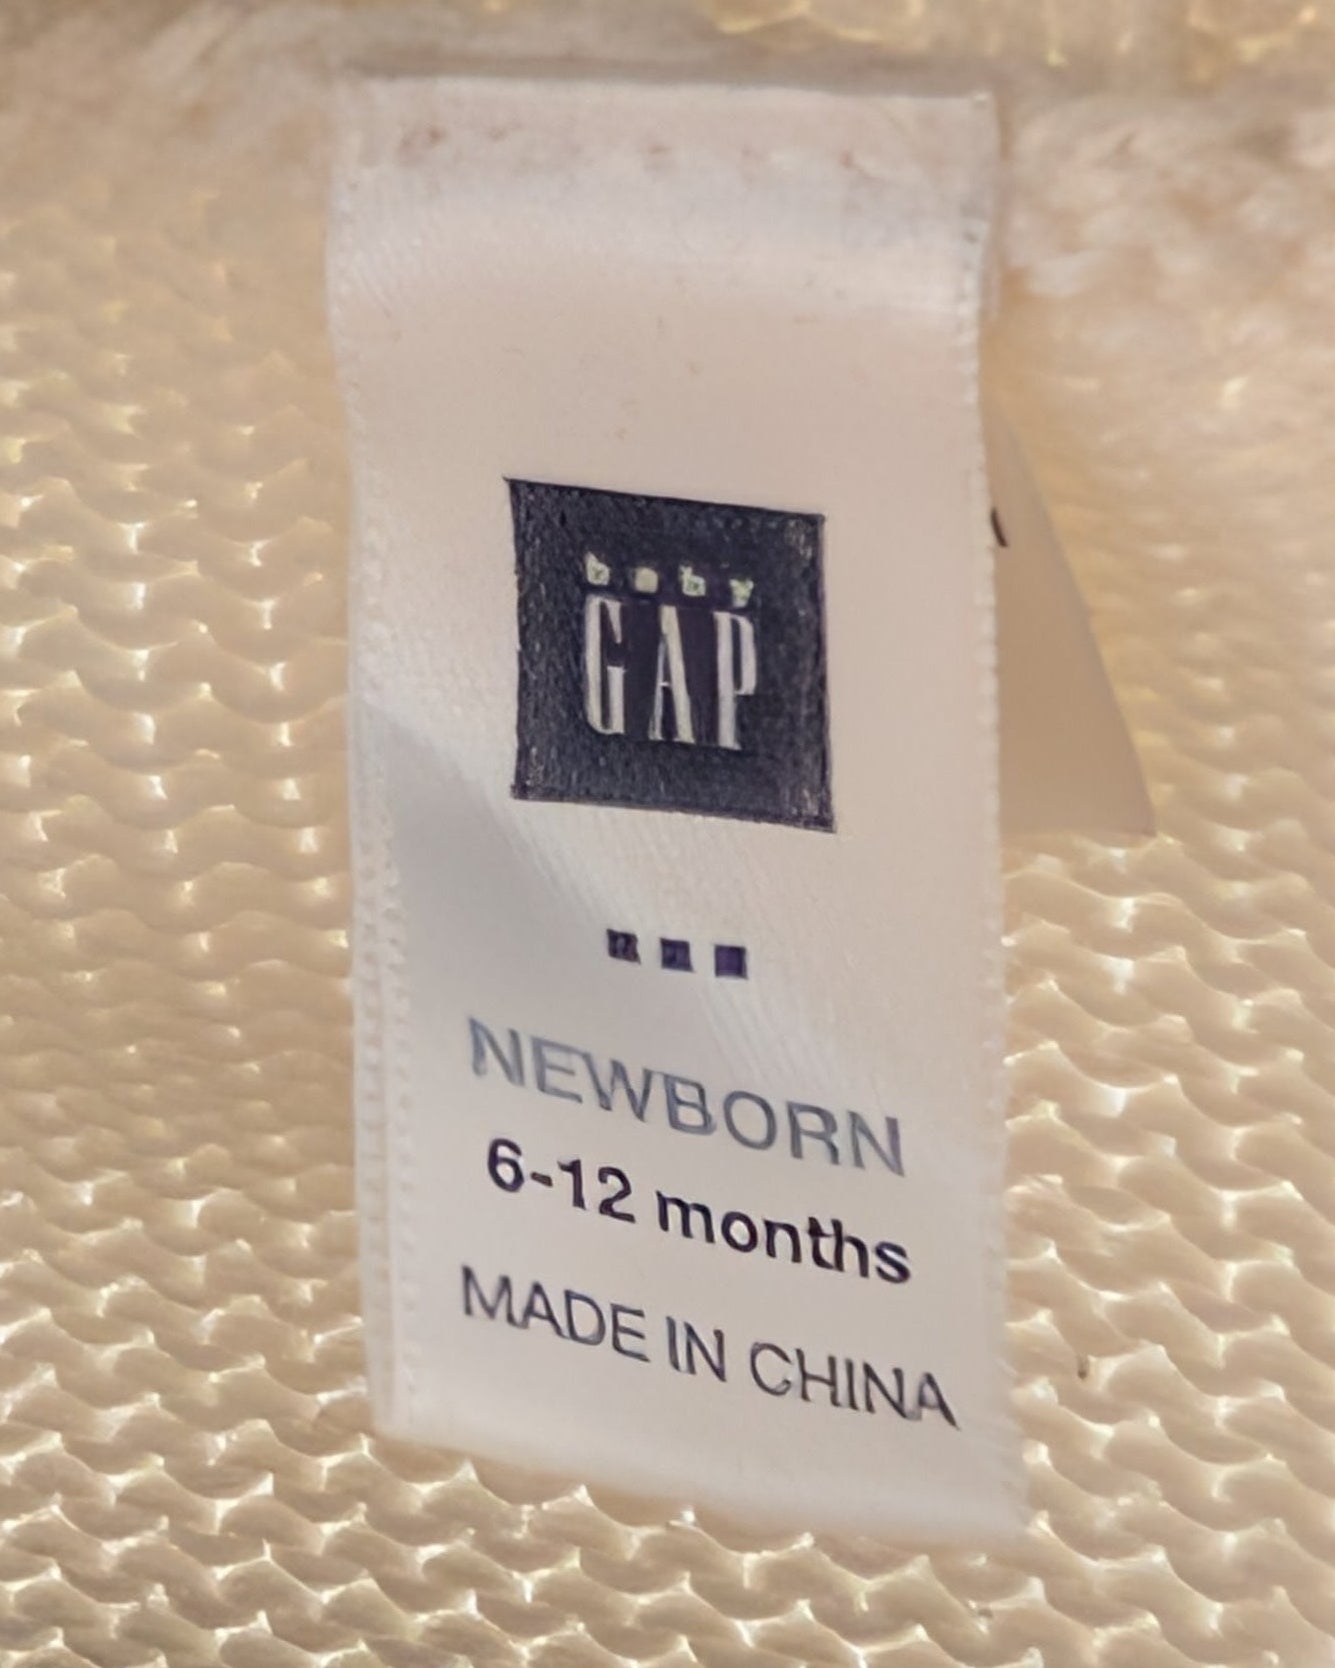 baby
GAP
NEWBORN
6-12 months
MADE IN CHINA